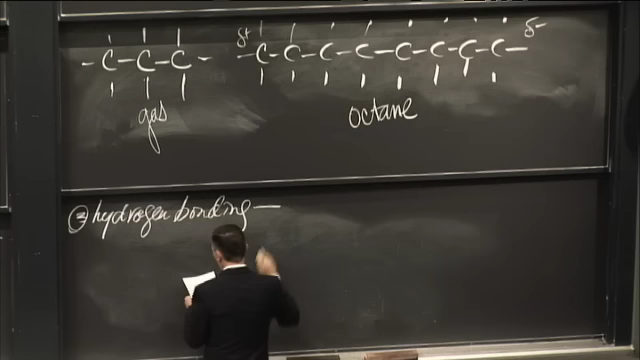 - C - C - C -
δ+ - C - C - C - C - C - C - C - C - δ-
gas
octane
③ hydrogen bonding —